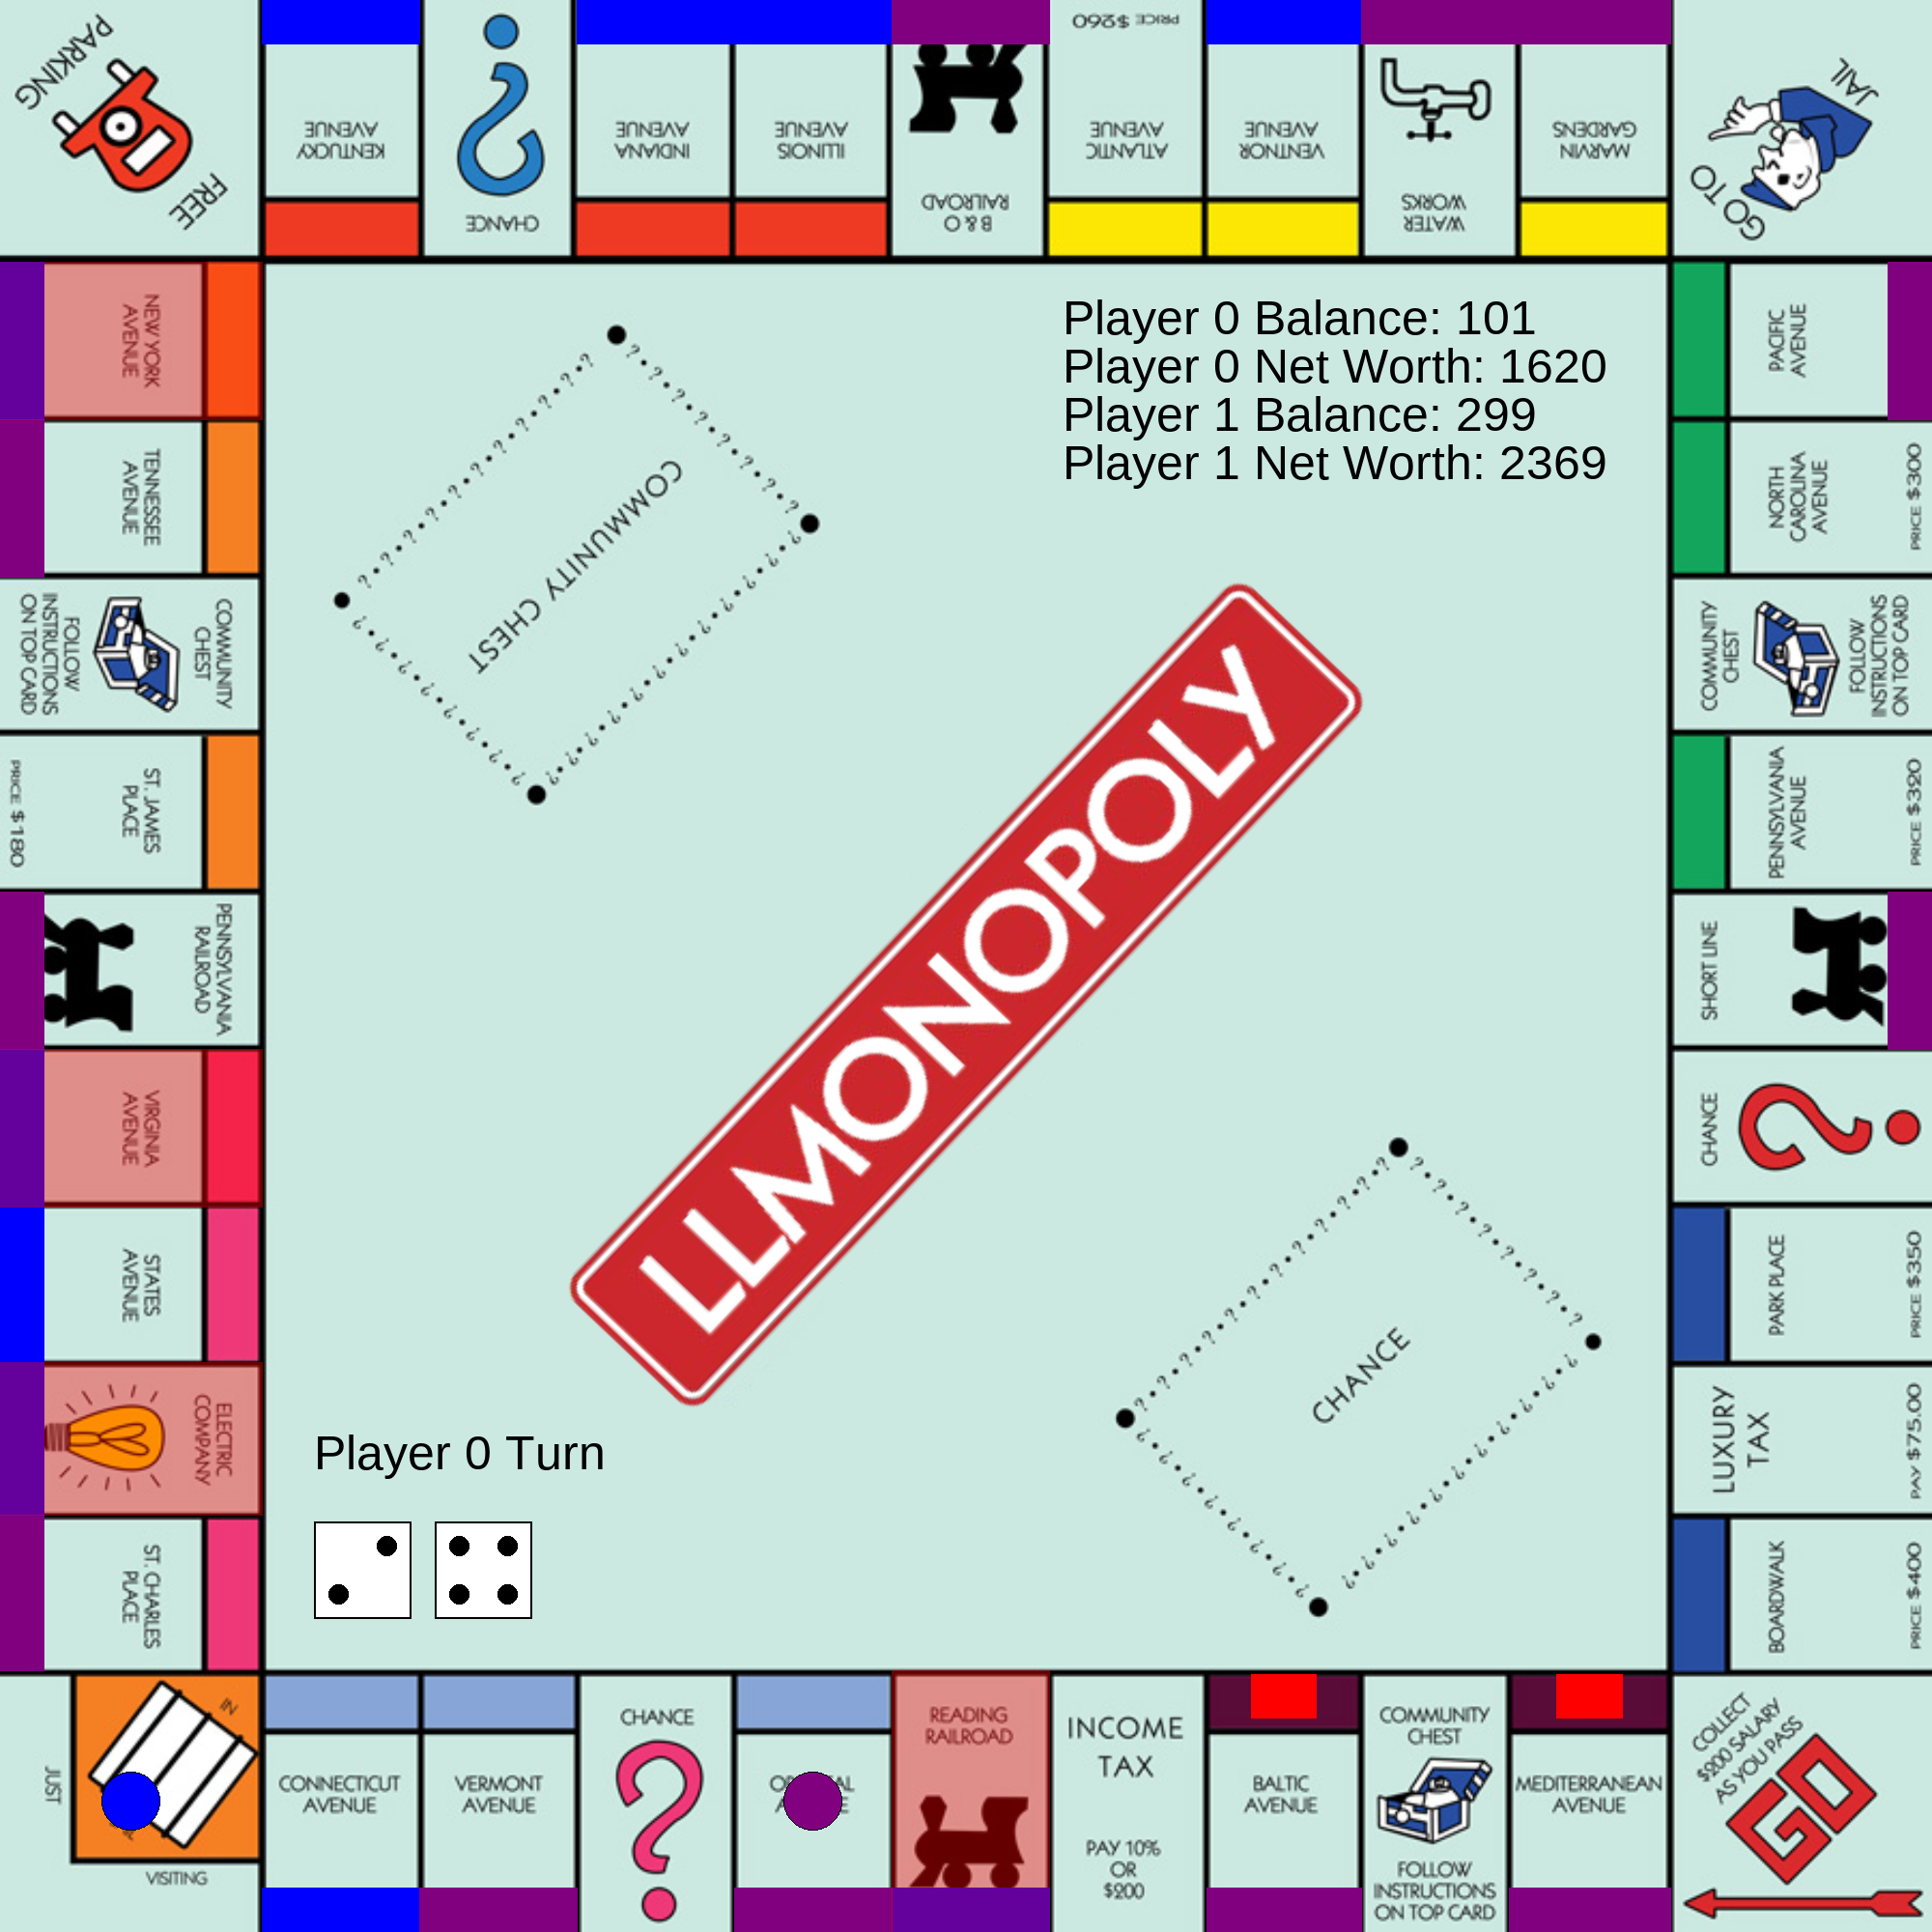 FREE
PARKING
KENTUCKY
AVENUE
CHANCE
INDIANA
AVENUE
ILLINOIS
AVENUE
B & O
RAILROAD
ATLANTIC
AVENUE
PRICE $260
VENTNOR
AVENUE
WATER
WORKS
MARVIN
GARDENS
GO TO
JAIL
NEW YORK
AVENUE
TENNESSEE
AVENUE
COMMUNITY
CHEST
FOLLOW
INSTRUCTIONS
ON TOP CARD
ST. JAMES
PLACE
PRICE $180
PENNSYLVANIA
RAILROAD
VIRGINIA
AVENUE
STATES
AVENUE
ELECTRIC
COMPANY
ST. CHARLES
PLACE
Player 0 Balance: 101
Player 0 Net Worth: 1620
Player 1 Balance: 299
Player 1 Net Worth: 2369
COMMUNITY CHEST
LLMONOPOLY
CHANCE
Player 0 Turn
PACIFIC
AVENUE
NORTH
CAROLINA
AVENUE
PRICE $300
COMMUNITY
CHEST
FOLLOW
INSTRUCTIONS
ON TOP CARD
PENNSYLVANIA
AVENUE
PRICE $320
SHORT LINE
CHANCE
PARK PLACE
PRICE $350
LUXURY
TAX
PAY $75.00
BOARDWALK
PRICE $400
JUST
VISITING
IN
CONNECTICUT
AVENUE
VERMONT
AVENUE
CHANCE
READING
RAILROAD
INCOME
TAX
PAY 10%
OR
$200
BALTIC
AVENUE
COMMUNITY
CHEST
FOLLOW
INSTRUCTIONS
ON TOP CARD
MEDITERRANEAN
AVENUE
COLLECT
$200 SALARY
AS YOU PASS
GO